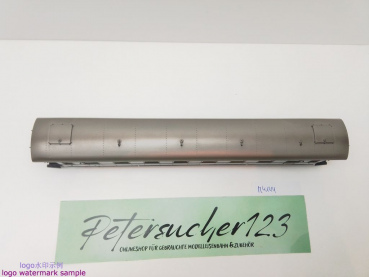 Petersucher123
ONLINESHOP FÜR GEBRAUCHTE MODELLEISENBAHN & ZUBEHÖR
logo水印示例
logo watermark sample